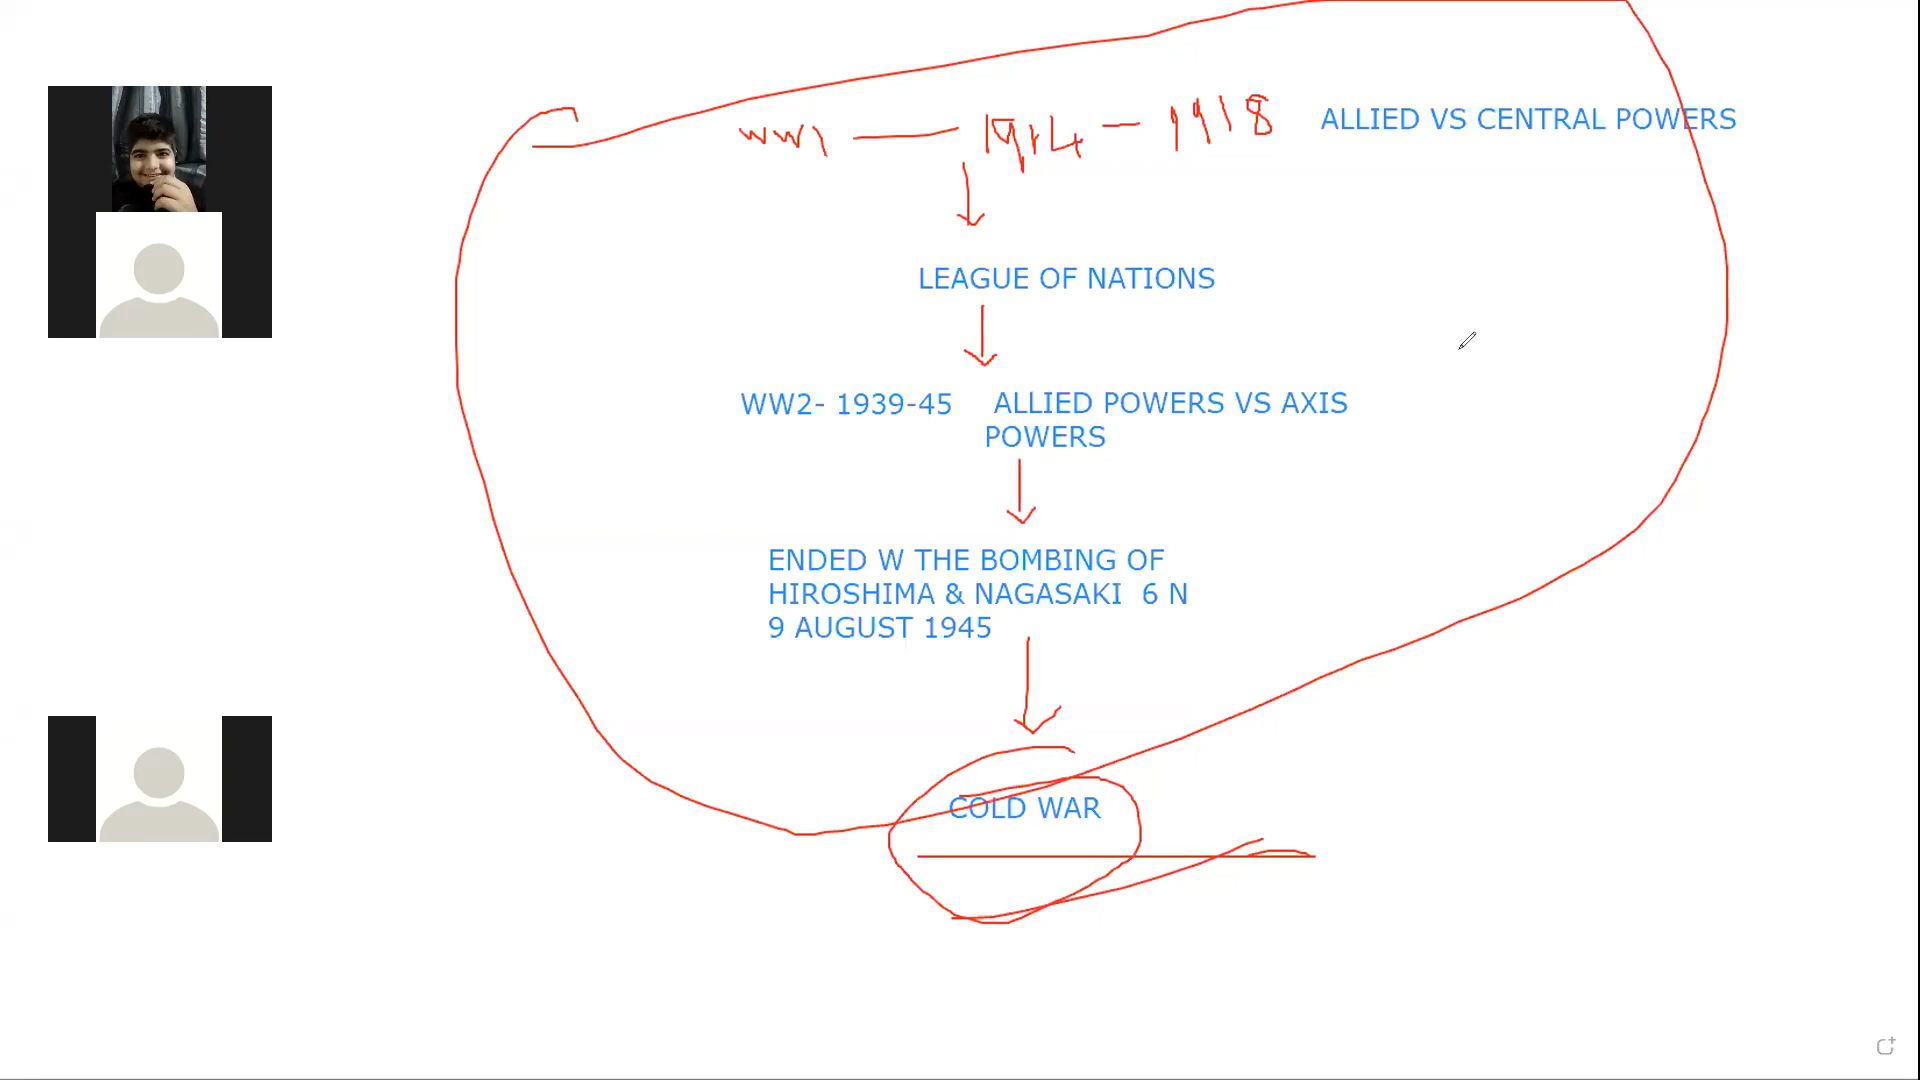 WW1 — 1914 — 1918 ALLIED VS CENTRAL POWERS
LEAGUE OF NATIONS
WW2- 1939-45 ALLIED POWERS VS AXIS
POWERS
ENDED W THE BOMBING OF
HIROSHIMA & NAGASAKI 6 N
9 AUGUST 1945
COLD WAR